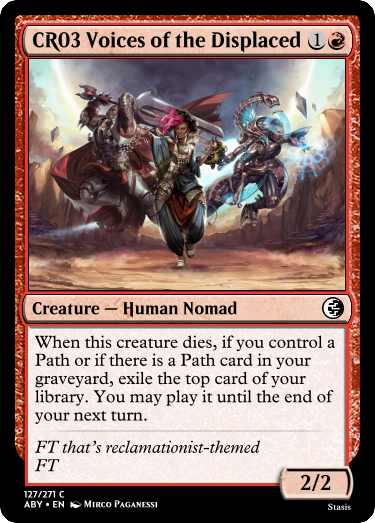 CR03 Voices of the Displaced 1
Creature — Human Nomad
When this creature dies, if you control a
Path or if there is a Path card in your
graveyard, exile the top card of your
library. You may play it until the end of
your next turn.
FT that's reclamationist-themed
FT
2/2
127/271 C
ABY • EN Mirco Paganessi
Stasis